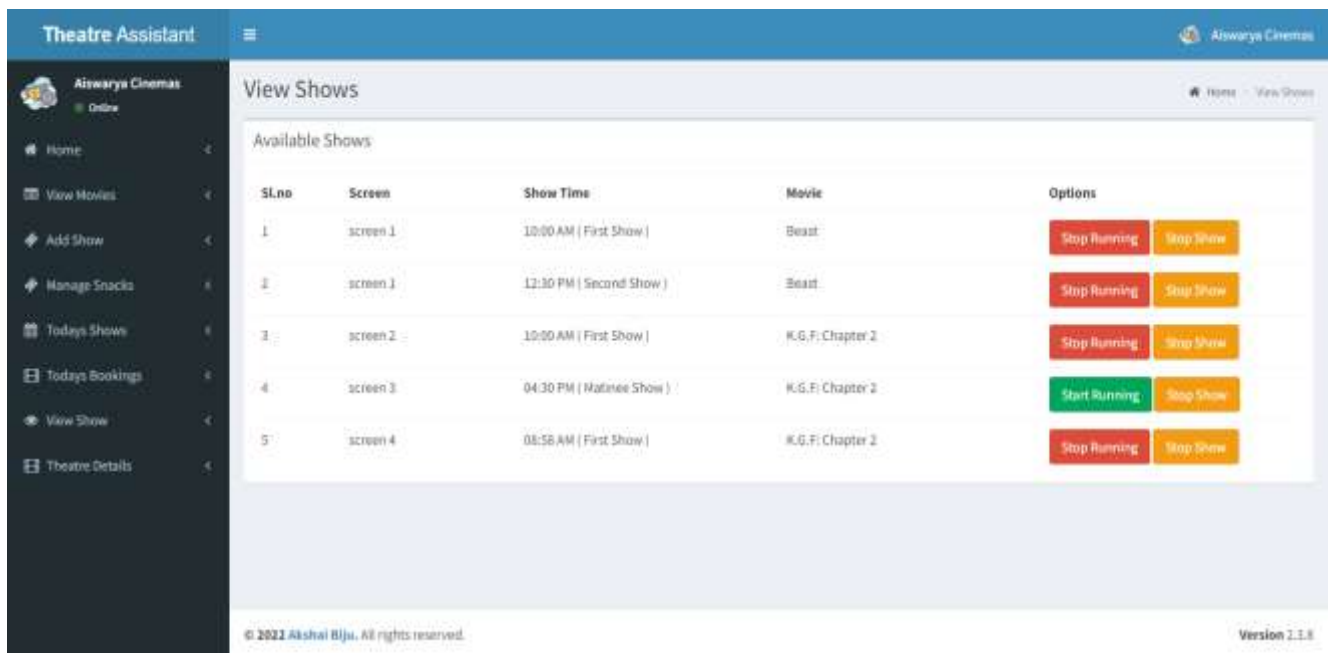 Theatre Assistant
Aiswarya Cinemas
Aiswarya Cinemas
Online
Home
View Movies
Add Show
Manage Snacks
Todays Shows
Todays Bookings
View Show
Theatre Details
View Shows
Home View Shows
Available Shows
Sl.no Screen Show Time Movie Options
1 screen 1 10:00 AM ( First Show ) Beast Stop Running Stop Show
2 screen 1 12:30 PM ( Second Show ) Beast Stop Running Stop Show
3 screen 2 10:00 AM ( First Show ) K.G.F: Chapter 2 Stop Running Stop Show
4 screen 3 04:30 PM ( Matinee Show ) K.G.F: Chapter 2 Start Running Stop Show
5 screen 4 08:58 AM ( First Show ) K.G.F: Chapter 2 Stop Running Stop Show
© 2022 Akshai Biju. All rights reserved.
Version 2.3.8